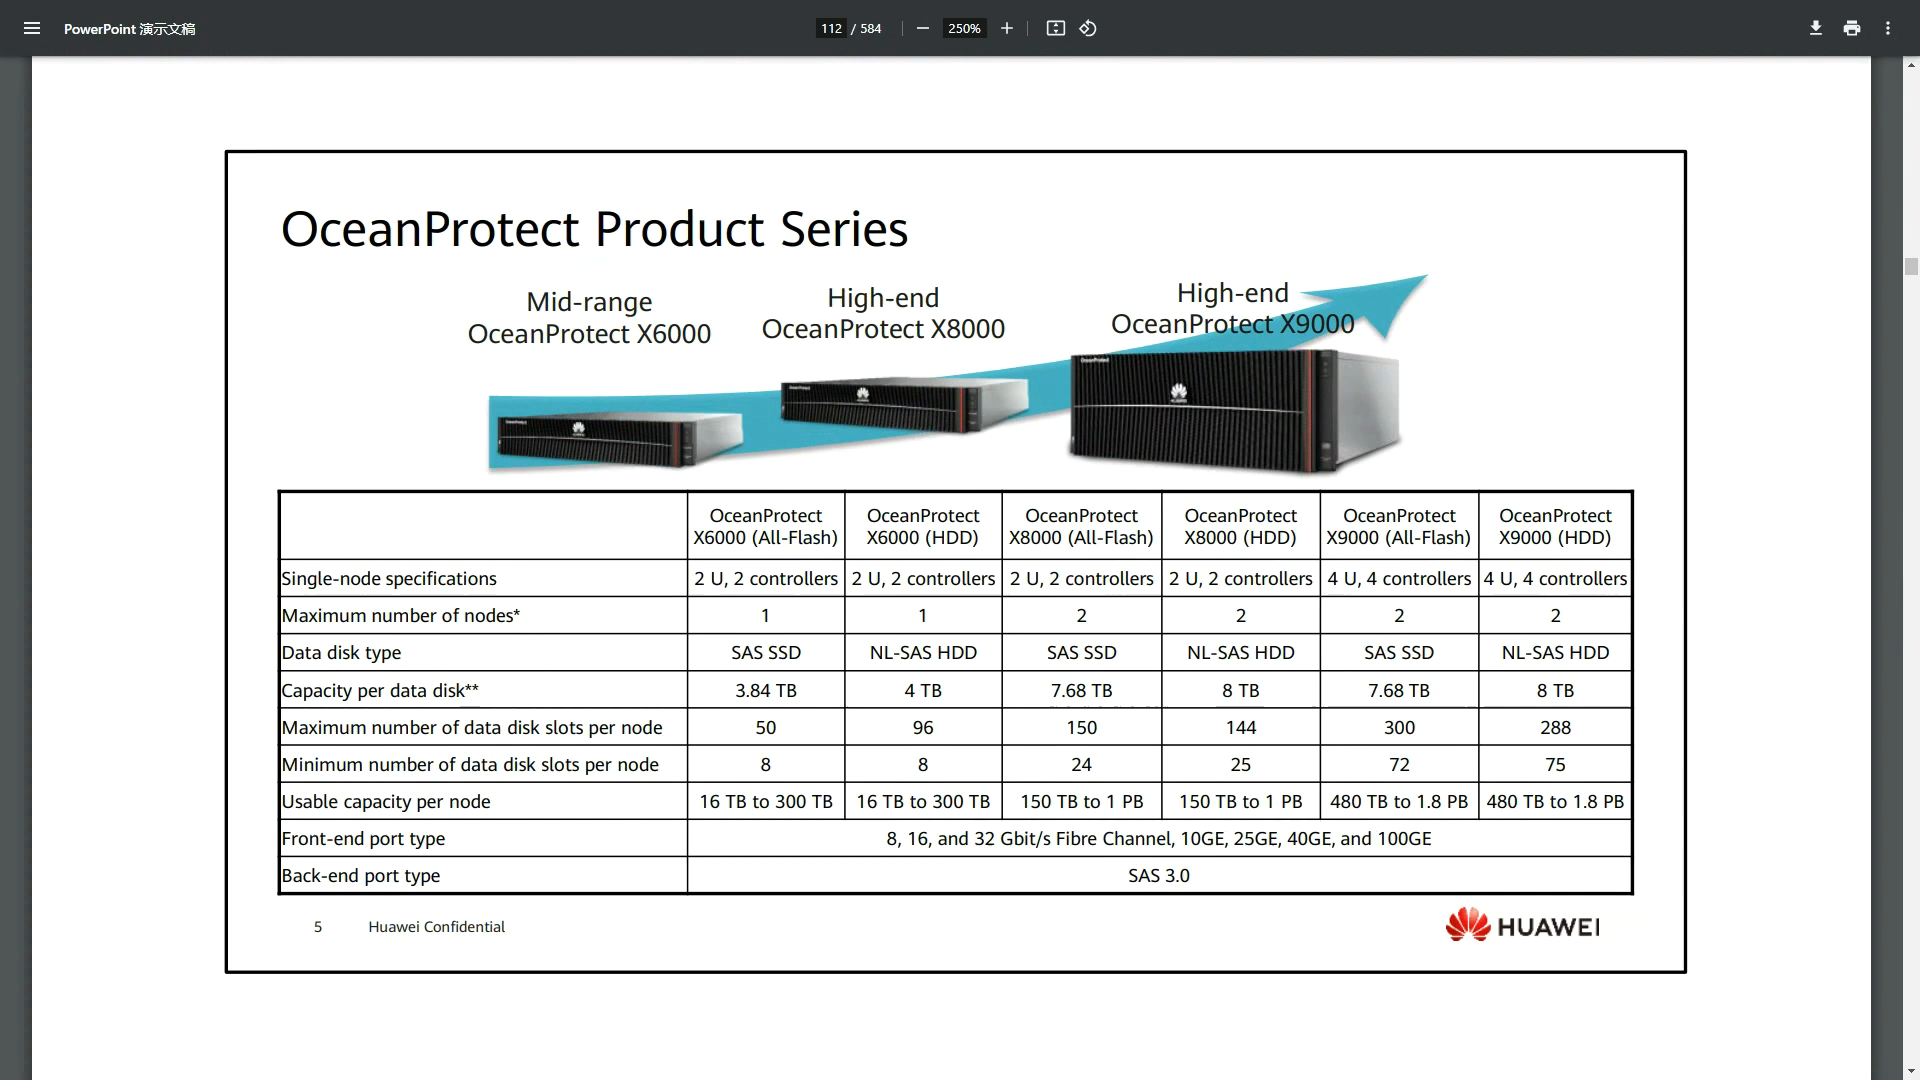 PowerPoint 演示文稿
112 / 584
250%
OceanProtect Product Series
Mid-range
OceanProtect X6000
High-end
OceanProtect X8000
High-end
OceanProtect X9000
OceanProtect X6000 (All-Flash) OceanProtect X6000 (HDD) OceanProtect X8000 (All-Flash) OceanProtect X8000 (HDD) OceanProtect X9000 (All-Flash) OceanProtect X9000 (HDD)
Single-node specifications 2 U, 2 controllers 2 U, 2 controllers 2 U, 2 controllers 2 U, 2 controllers 4 U, 4 controllers 4 U, 4 controllers
Maximum number of nodes* 1 1 2 2 2 2
Data disk type SAS SSD NL-SAS HDD SAS SSD NL-SAS HDD SAS SSD NL-SAS HDD
Capacity per data disk** 3.84 TB 4 TB 7.68 TB 8 TB 7.68 TB 8 TB
Maximum number of data disk slots per node 50 96 150 144 300 288
Minimum number of data disk slots per node 8 8 24 25 72 75
Usable capacity per node 16 TB to 300 TB 16 TB to 300 TB 150 TB to 1 PB 150 TB to 1 PB 480 TB to 1.8 PB 480 TB to 1.8 PB
Front-end port type 8, 16, and 32 Gbit/s Fibre Channel, 10GE, 25GE, 40GE, and 100GE
Back-end port type SAS 3.0
5 Huawei Confidential
HUAWEI